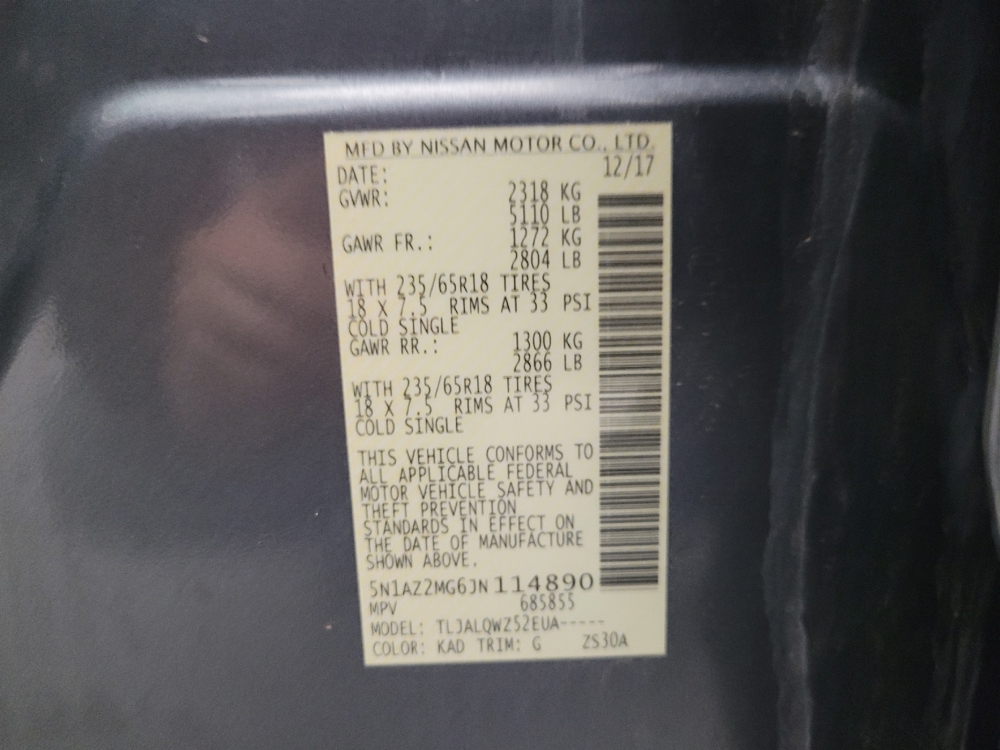 MFD BY NISSAN MOTOR CO., LTD.
DATE: 12/17
GVWR: 2318 KG
5110 LB
GAWR FR.: 1272 KG
2804 LB
WITH 235/65R18 TIRES
18 X 7.5 RIMS AT 33 PSI
COLD SINGLE
GAWR RR.: 1300 KG
2866 LB
WITH 235/65R18 TIRES
18 X 7.5 RIMS AT 33 PSI
COLD SINGLE
THIS VEHICLE CONFORMS TO
ALL APPLICABLE FEDERAL
MOTOR VEHICLE SAFETY AND
THEFT PREVENTION
STANDARDS IN EFFECT ON
THE DATE OF MANUFACTURE
SHOWN ABOVE.
5N1AZ2MG6JN114890
MPV 685855
MODEL: TLJALQWZ52EUA-----
COLOR: KAD TRIM: G ZS30A